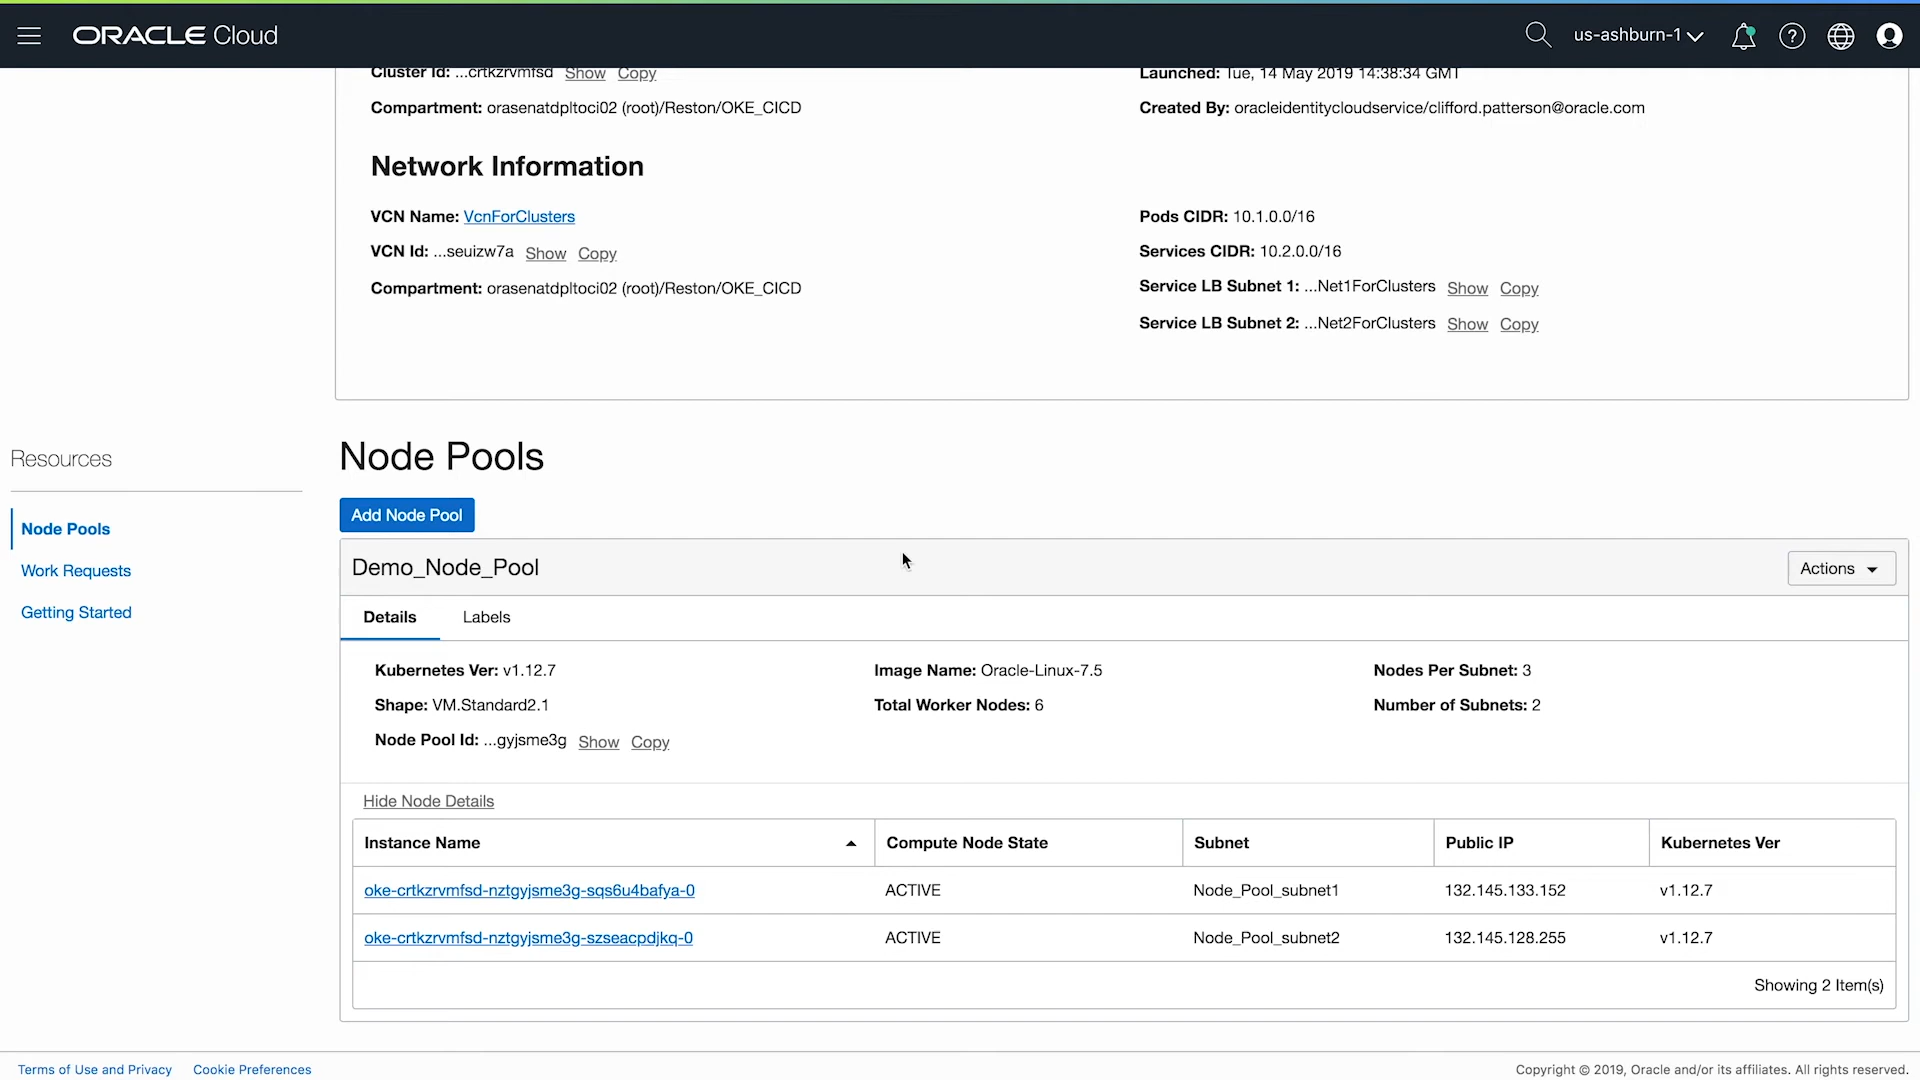 ORACLE Cloud
us-ashburn-1
Cluster Id: ...crtkzrvmfsd Show Copy
Launched: Tue, 14 May 2019 14:38:34 GMT
Compartment: orasenatdpltoci02 (root)/Reston/OKE_CICD
Created By: oracleidentitycloudservice/clifford.patterson@oracle.com
Network Information
VCN Name: VcnForClusters
Pods CIDR: 10.1.0.0/16
VCN Id: ...seuizw7a Show Copy
Services CIDR: 10.2.0.0/16
Compartment: orasenatdpltoci02 (root)/Reston/OKE_CICD
Service LB Subnet 1: ...Net1ForClusters Show Copy
Service LB Subnet 2: ...Net2ForClusters Show Copy
Resources
Node Pools
Work Requests
Getting Started
Node Pools
Add Node Pool
Demo_Node_Pool
Actions
Details Labels
Kubernetes Ver: v1.12.7 Image Name: Oracle-Linux-7.5 Nodes Per Subnet: 3
Shape: VM.Standard2.1 Total Worker Nodes: 6 Number of Subnets: 2
Node Pool Id: ...gyjsme3g Show Copy
Hide Node Details
Instance Name Compute Node State Subnet Public IP Kubernetes Ver
oke-crtkzrvmfsd-nztgyjsme3g-sqs6u4bafya-0 ACTIVE Node_Pool_subnet1 132.145.133.152 v1.12.7
oke-crtkzrvmfsd-nztgyjsme3g-szseacpdjkq-0 ACTIVE Node_Pool_subnet2 132.145.128.255 v1.12.7
Showing 2 Item(s)
Terms of Use and Privacy Cookie Preferences
Copyright © 2019, Oracle and/or its affiliates. All rights reserved.